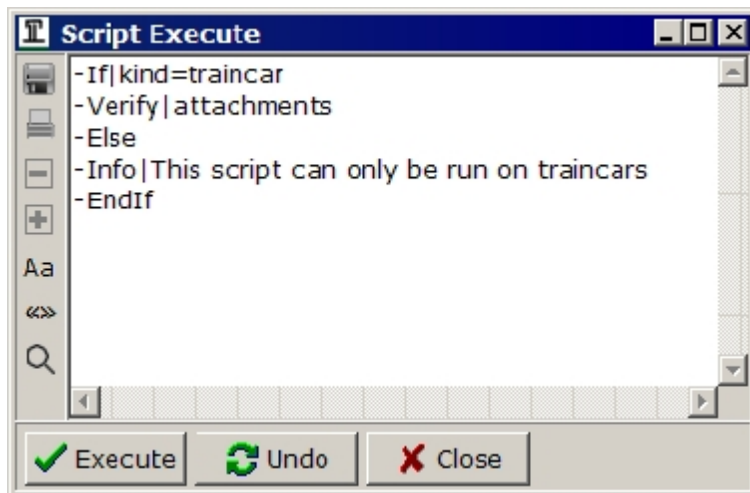 Script Execute
-If|kind=traincar
-Verify|attachments
-Else
-Info|This script can only be run on traincars
-EndIf
Aa
«»
Execute Undo Close